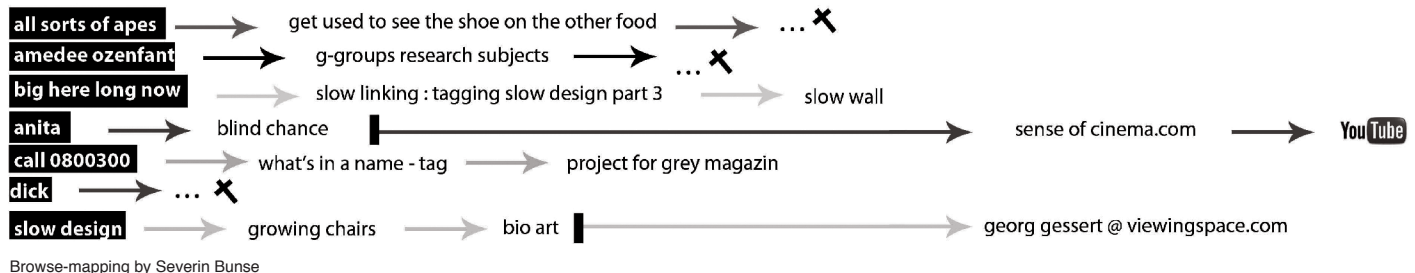 all sorts of apes get used to see the shoe on the other food ...
amedee ozenfant g-groups research subjects ...
big here long now slow linking : tagging slow design part 3 slow wall
anita blind chance sense of cinema.com YouTube
call 0800300 what's in a name - tag project for grey magazin
dick ...
slow design growing chairs bio art georg gessert @ viewingspace.com
Browse-mapping by Severin Bunse